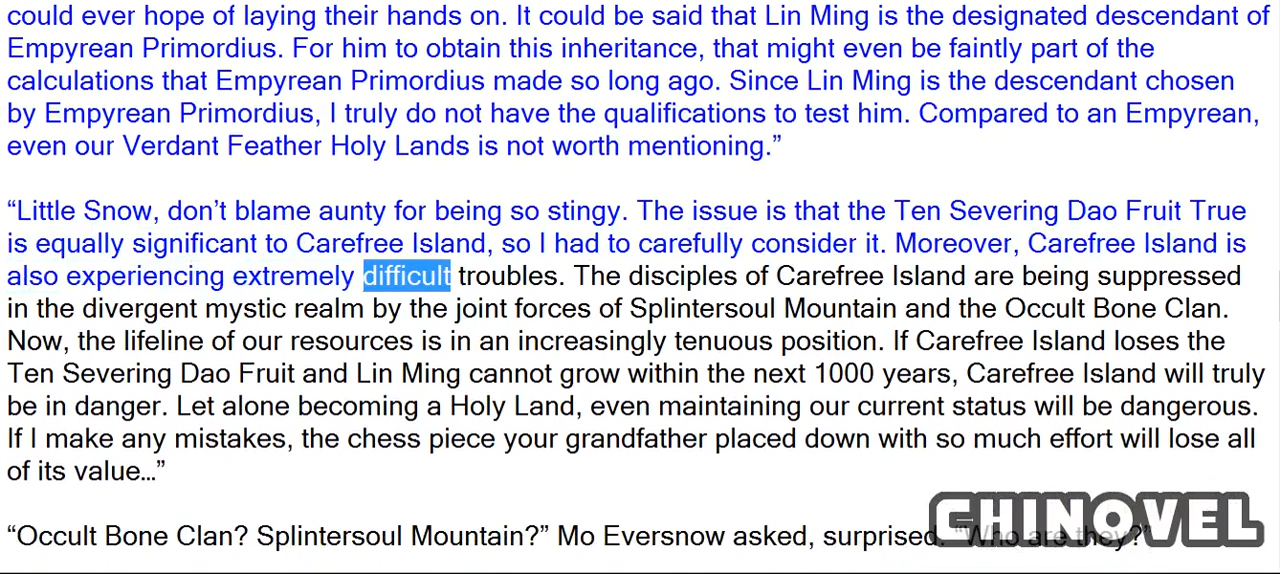 could ever hope of laying their hands on. It could be said that Lin Ming is the designated descendant of
Empyrean Primordius. For him to obtain this inheritance, that might even be faintly part of the
calculations that Empyrean Primordius made so long ago. Since Lin Ming is the descendant chosen
by Empyrean Primordius, I truly do not have the qualifications to test him. Compared to an Empyrean,
even our Verdant Feather Holy Lands is not worth mentioning.”
“Little Snow, don’t blame aunty for being so stingy. The issue is that the Ten Severing Dao Fruit True
is equally significant to Carefree Island, so I had to carefully consider it. Moreover, Carefree Island is
also experiencing extremely difficult troubles. The disciples of Carefree Island are being suppressed
in the divergent mystic realm by the joint forces of Splintersoul Mountain and the Occult Bone Clan.
Now, the lifeline of our resources is in an increasingly tenuous position. If Carefree Island loses the
Ten Severing Dao Fruit and Lin Ming cannot grow within the next 1000 years, Carefree Island will truly
be in danger. Let alone becoming a Holy Land, even maintaining our current status will be dangerous.
If I make any mistakes, the chess piece your grandfather placed down with so much effort will lose all
of its value…”
“Occult Bone Clan? Splintersoul Mountain?” Mo Eversnow asked, surprised. “Who are they?”
CHINOVEL